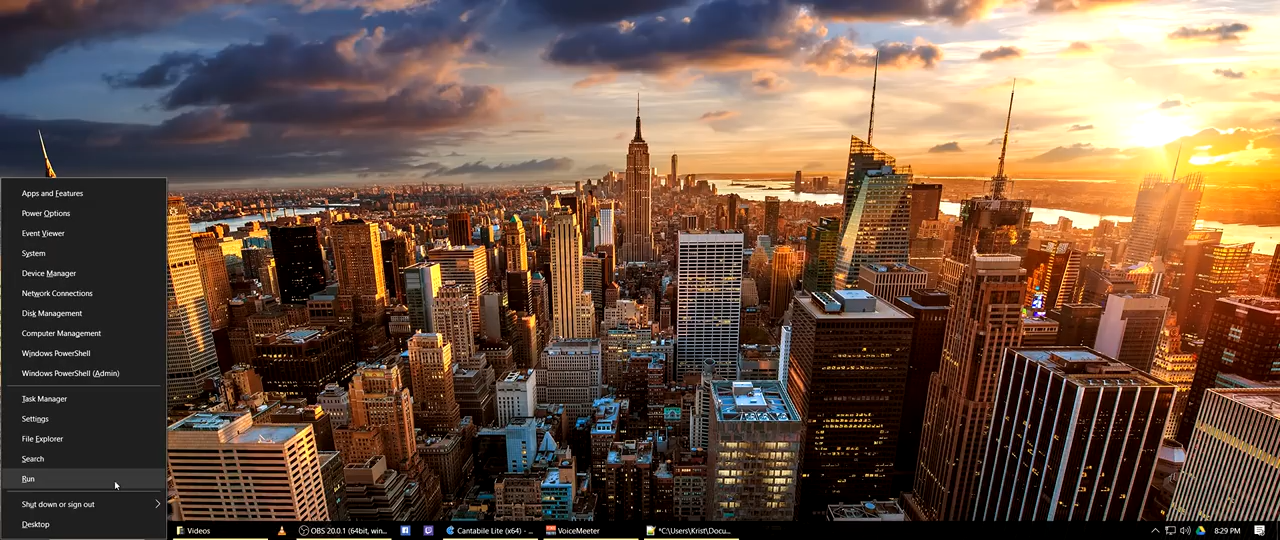 Apps and Features
Power Options
Event Viewer
System
Device Manager
Network Connections
Disk Management
Computer Management
Windows PowerShell
Windows PowerShell (Admin)
Task Manager
Settings
File Explorer
Search
Run
Shut down or sign out
Desktop
Videos
OBS 20.0.1 (64bit, win...
Cantabile Lite (x64) - ...
VoiceMeeter
*C:\Users\Krist\Docu...
8:29 PM